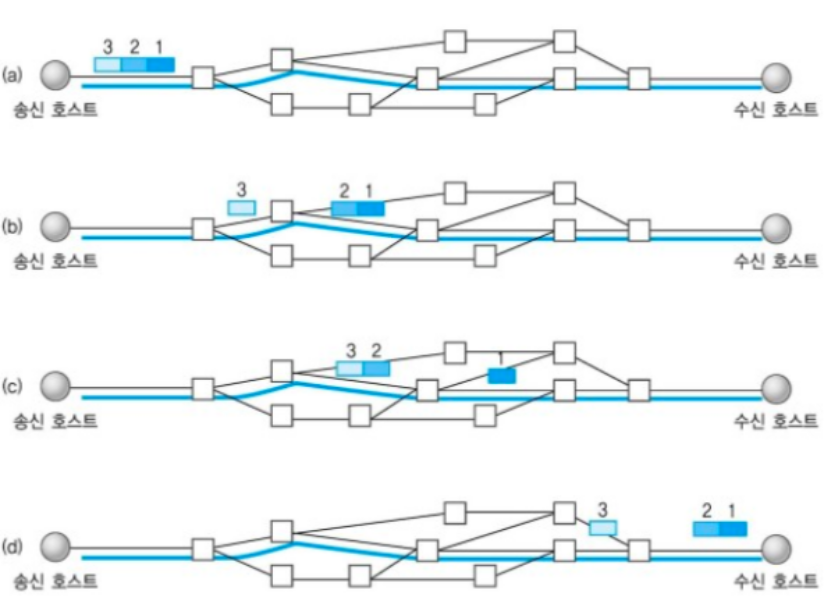 3 2 1
(a)
송신 호스트 수신 호스트
3 2 1
(b)
송신 호스트 수신 호스트
3 2 1
(c)
송신 호스트 수신 호스트
3 2 1
(d)
송신 호스트 수신 호스트